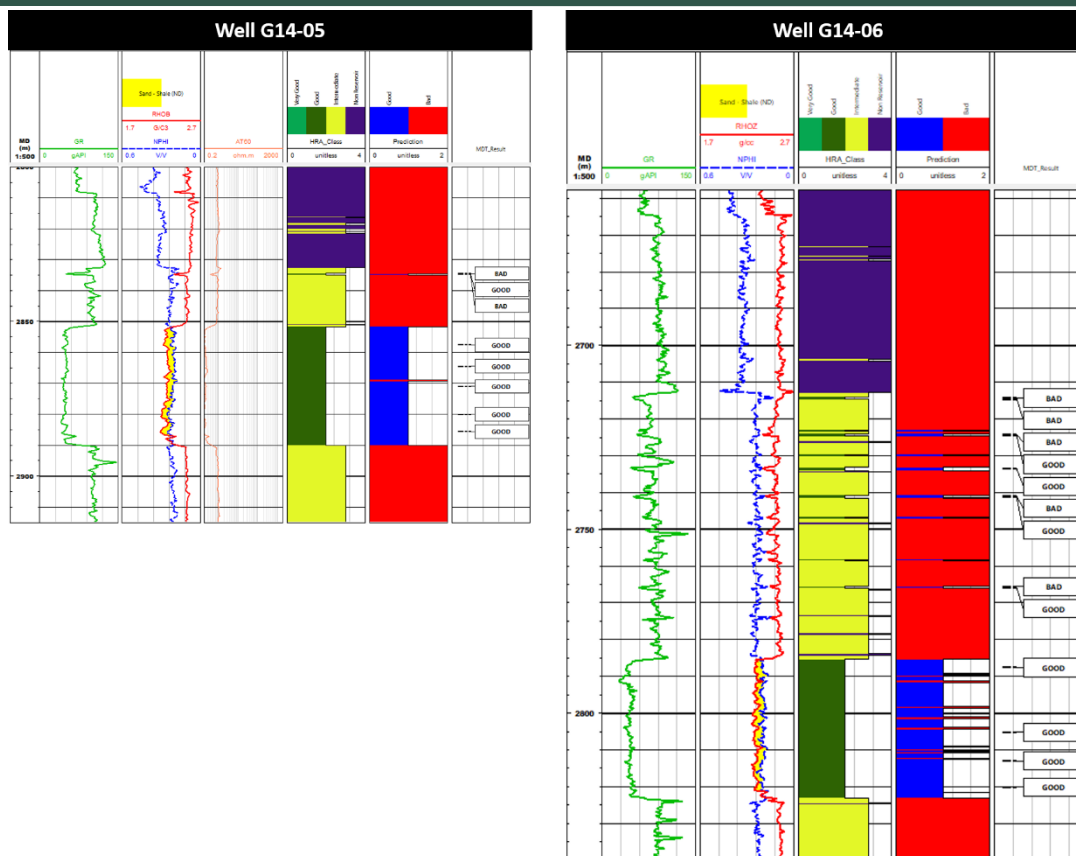 Well G14-05
Very Good
Good
Intermediate
Non Reservoir
Good
Bad
Sand - Shale (ND)
RHOB
1.7 G/C3 2.7
MD
(m)
1:500
GR
0 gAPI 150
NPHI
0.6 V/V 0
AT60
0.2 ohm.m 2000
HRA_Class
0 unitless 4
Prediction
0 unitless 2
MDT_Result
2850
2900
BAD
GOOD
BAD
GOOD
GOOD
GOOD
GOOD
GOOD
Well G14-06
Very Good
Good
Intermediate
Non Reservoir
Good
Bad
Sand - Shale (ND)
RHOZ
1.7 g/cc 2.7
MD
(m)
1:500
GR
0 gAPI 150
NPHI
0.6 V/V 0
HRA_Class
0 unitless 4
Prediction
0 unitless 2
MDT_Result
2700
2750
2800
BAD
BAD
BAD
GOOD
GOOD
BAD
GOOD
BAD
GOOD
GOOD
GOOD
GOOD
GOOD